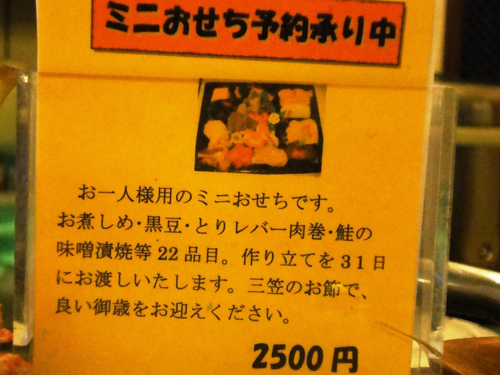 ミニおせち予約承り中
お一人様用のミニおせちです。
お煮しめ・黒豆・とりレバー肉巻・鮭の
味噌漬焼等22品目。作り立てを31日
にお渡しいたします。三笠のお節で、
良い御歳をお迎えください。
2500円